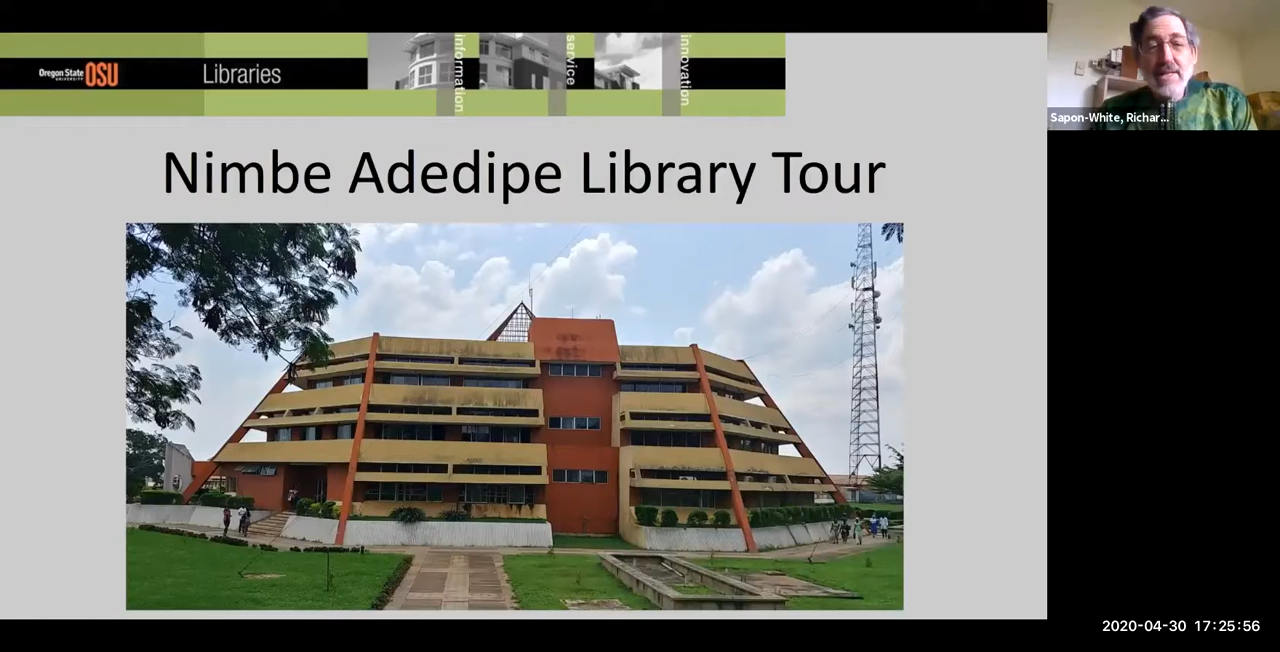 Oregon State
UNIVERSITY
OSU
Libraries
information
service
innovation
Sapon-White, Richar...
Nimbe Adedipe Library Tour
2020-04-30 17:25:56